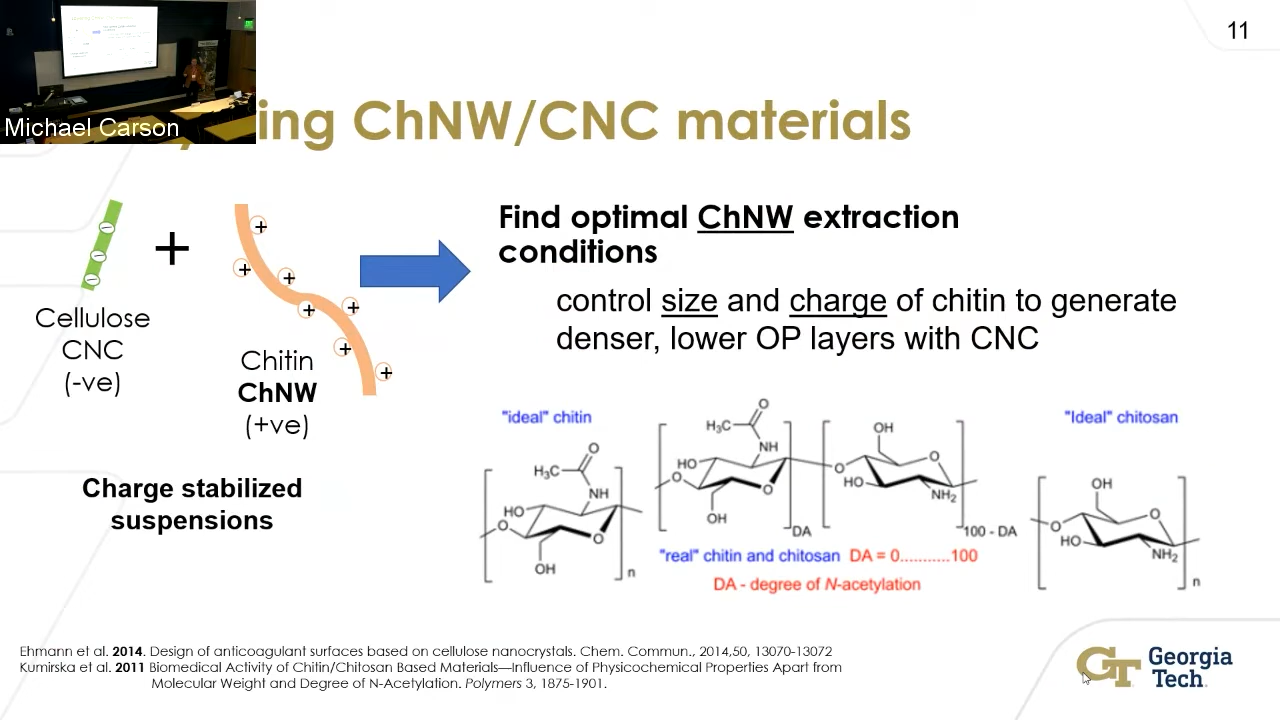 11
Michael Carson
ing ChNW/CNC materials
+
Cellulose
CNC
(-ve)
Chitin
ChNW
(+ve)
Charge stabilized
suspensions
Find optimal ChNW extraction
conditions
control size and charge of chitin to generate
denser, lower OP layers with CNC
"ideal" chitin
"Ideal" chitosan
H3C
O
NH
HO
O
O
OH
n
H3C
O
NH
HO
O
O
OH
DA
OH
O
O
HO
NH2
100 - DA
OH
O
O
HO
NH2
n
"real" chitin and chitosan DA = 0...........100
DA - degree of N-acetylation
Ehmann et al. 2014. Design of anticoagulant surfaces based on cellulose nanocrystals. Chem. Commun., 2014,50, 13070-13072
Kumirska et al. 2011 Biomedical Activity of Chitin/Chitosan Based Materials—Influence of Physicochemical Properties Apart from
Molecular Weight and Degree of N-Acetylation. Polymers 3, 1875-1901.
GT
Georgia
Tech